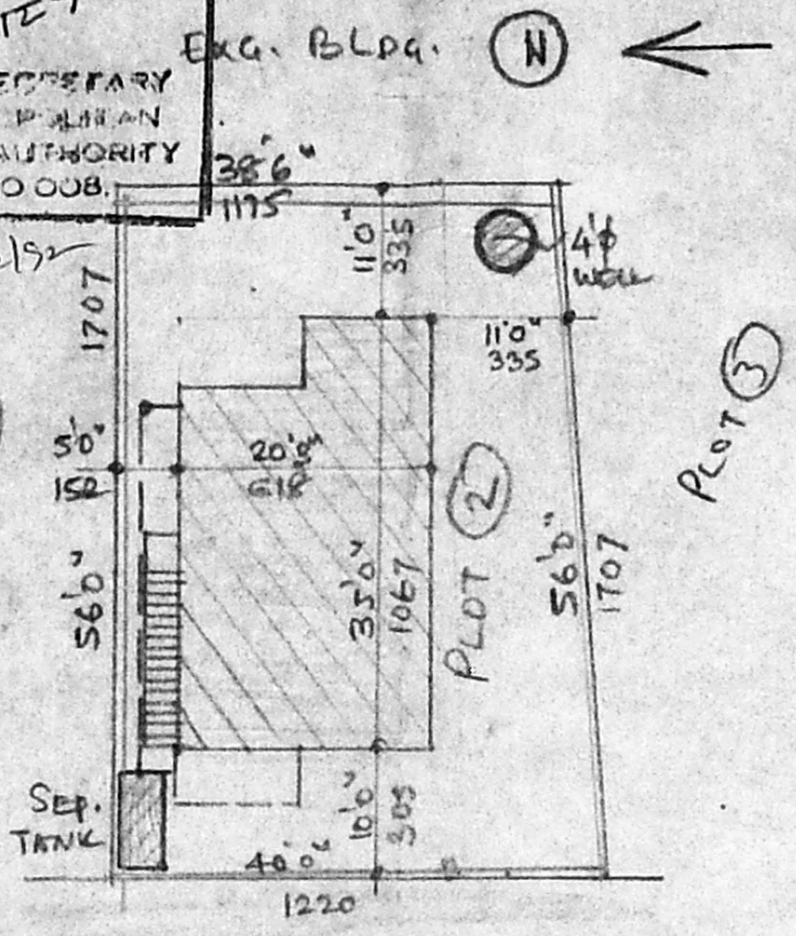 EXG. BLDG. N
SECRETARY
AUTHORITY
0 008.
38'6"
1175
11'0"
335
4'ϕ
WELL
1707
11'0"
335
PLOT 3
5'0"
152
20'0"
618
PLOT 2
56'0"
35'0"
1067
56'0"
1707
SEP.
TANK
10'0"
305
40'0"
1220